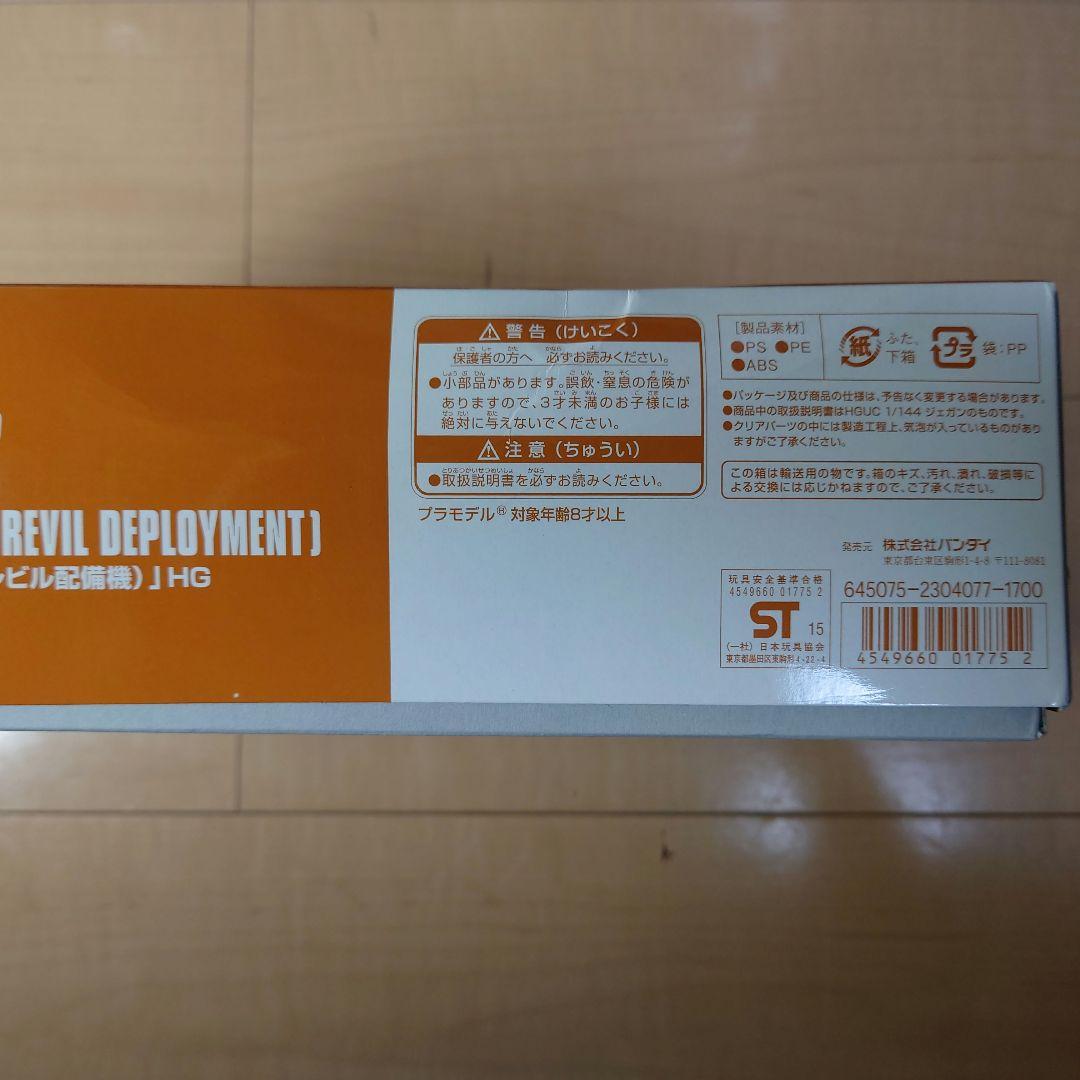 REVIL DEPLOYMENT)
ビル配備機)」HG
警告(けいこく)
保護者の方へ 必ずお読みください。
●小部品があります。誤飲・窒息の危険が
ありますので、3才未満のお子様には
絶対に与えないでください。
注意(ちゅうい)
●取扱説明書を必ずお読みください。
プラモデル® 対象年齢8才以上
[製品素材]
●PS ●PE
●ABS
紙 ふた、
下箱
プラ 袋:PP
●パッケージ及び商品の仕様は、予告なく変更する場合があります。
●商品中の取扱説明書はHGUC 1/144 ジェガンのものです。
●クリアパーツの中には製造工程上、気泡が入っているものがあり
ますがご了承ください。
この箱は輸送用の物です。箱のキズ、汚れ、潰れ、破損等に
よる交換には応じかねますので、ご了承ください。
発売元 株式会社バンダイ
東京都台東区駒形1-4-8 〒111-8081
玩具安全基準合格
4549660 01775 2
ST 15
(一社)日本玩具協会
東京都墨田区東駒形4-22-4
645075-2304077-1700
4549660 01775 2